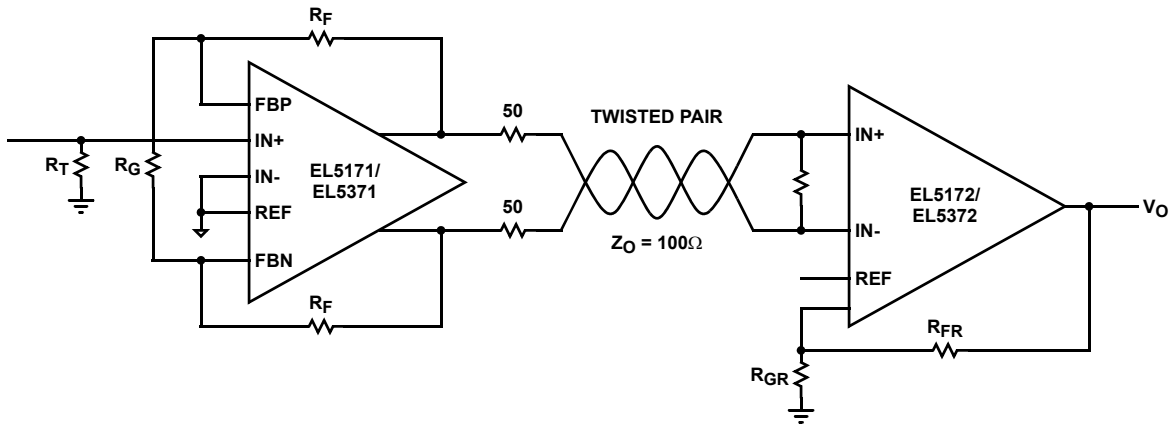 RF
FBP
IN+
RT
RG
IN-
REF
FBN
EL5171/
EL5371
RF
50
50
TWISTED PAIR
ZO = 100Ω
IN+
IN-
REF
EL5172/
EL5372
VO
RFR
RGR